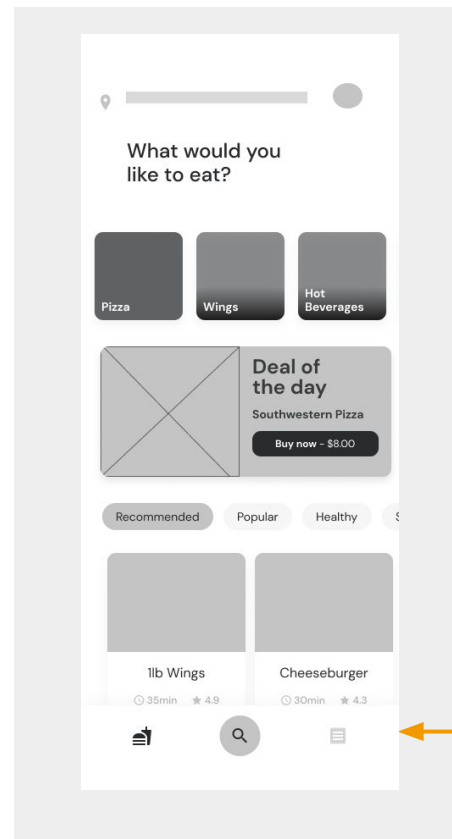 What would you
like to eat?
Pizza
Wings
Hot
Beverages
Deal of
the day
Southwestern Pizza
Buy now - $8.00
Recommended Popular Healthy S
1lb Wings
Cheeseburger
35min 4.9
30min 4.3